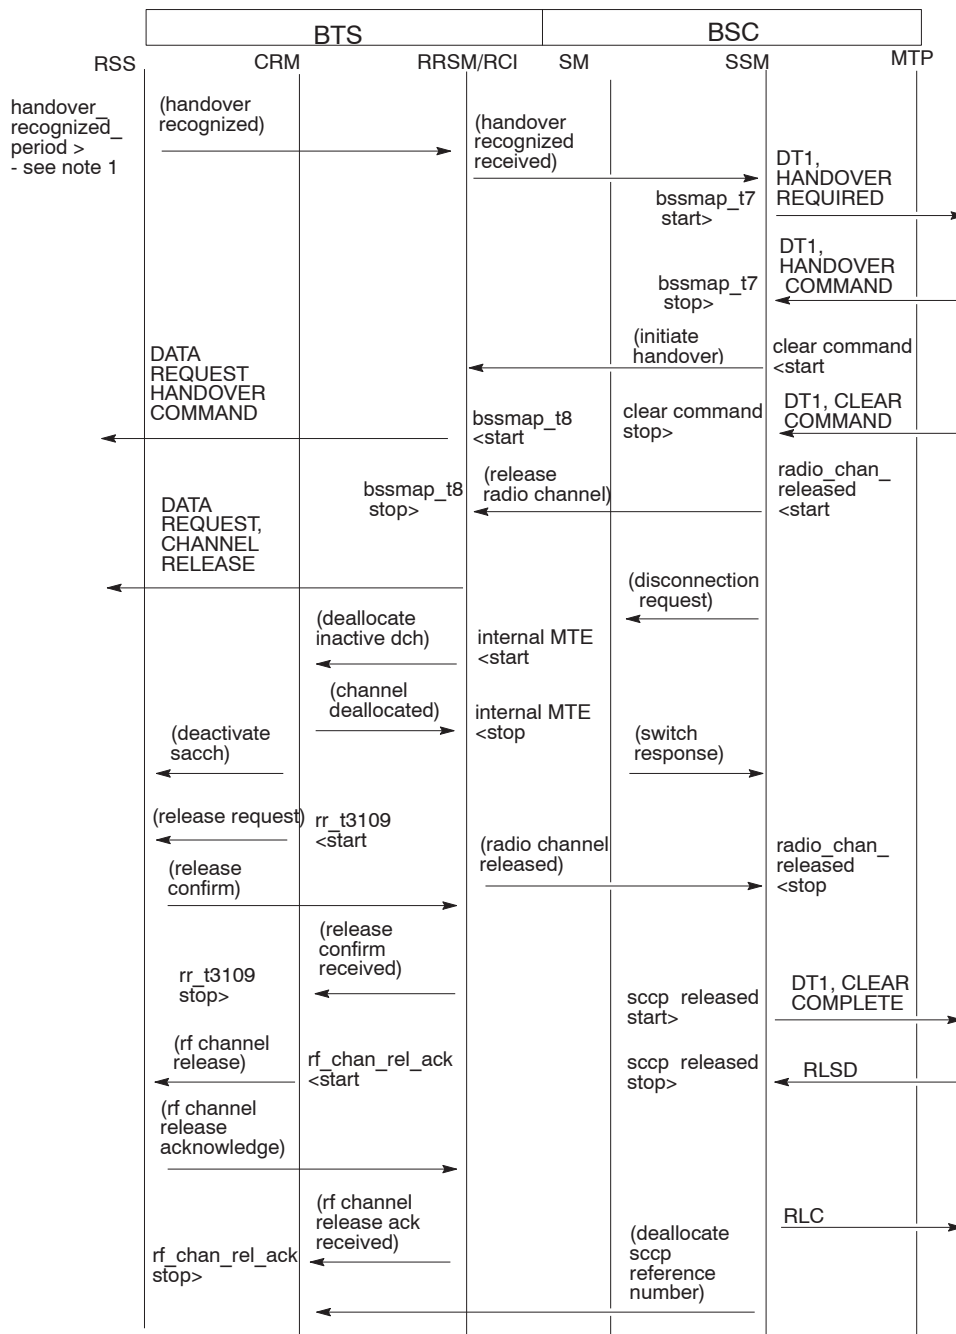 BTS
BSC
RSS
CRM
RRSM/RCI
SM
SSM
MTP
handover_
recognized_
period >
- see note 1
(handover
recognized)
(handover
recognized
received)
DT1,
HANDOVER
REQUIRED
bssmap_t7
start>
DT1,
HANDOVER
COMMAND
bssmap_t7
stop>
(initiate
handover)
clear command
<start
DATA
REQUEST
HANDOVER
COMMAND
bssmap_t8
<start
clear command
stop>
DT1, CLEAR
COMMAND
bssmap_t8
stop>
(release
radio channel)
radio_chan_
released
<start
DATA
REQUEST,
CHANNEL
RELEASE
(disconnection
request)
(deallocate
inactive dch)
internal MTE
<start
(channel
deallocated)
internal MTE
<stop
(deactivate
sacch)
(switch
response)
(release request)
rr_t3109
<start
(radio channel
released)
radio_chan_
released
<stop
(release
confirm)
(release
confirm
received)
rr_t3109
stop>
sccp released
start>
DT1, CLEAR
COMPLETE
(rf channel
release)
rf_chan_rel_ack
<start
sccp released
stop>
RLSD
(rf channel
release
acknowledge)
(rf channel
release ack
received)
rf_chan_rel_ack
stop>
(deallocate
sccp
reference
number)
RLC